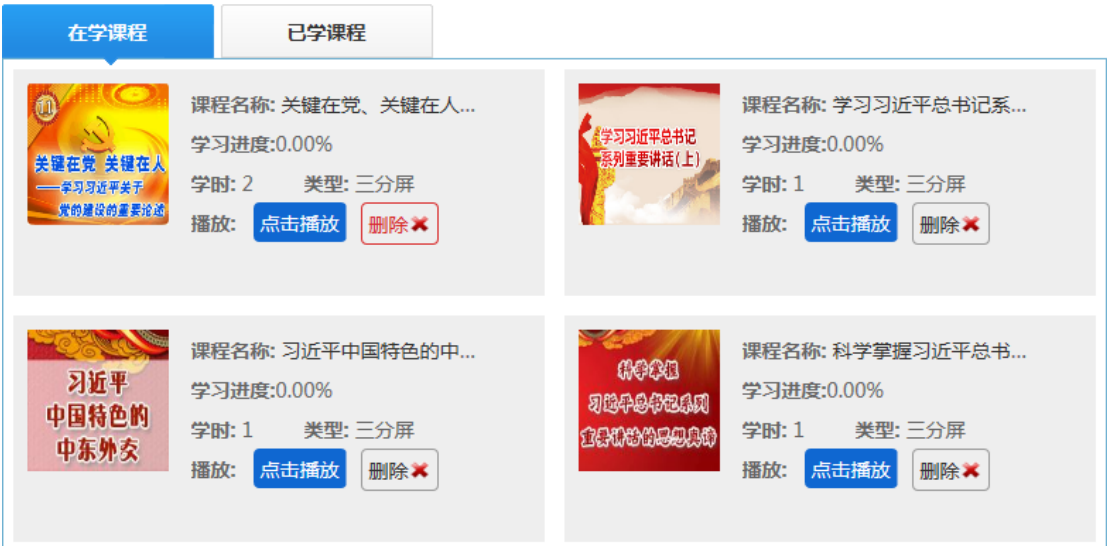 在学课程
已学课程
11
关键在党 关键在人
——学习习近平关于
党的建设的重要论述
课程名称: 关键在党、关键在人...
学习进度:0.00%
学时: 2 类型: 三分屏
播放: 点击播放 删除
学习习近平总书记
系列重要讲话(上)
课程名称: 学习习近平总书记系...
学习进度:0.00%
学时: 1 类型: 三分屏
播放: 点击播放 删除
习近平
中国特色的
中东外交
课程名称: 习近平中国特色的中...
学习进度:0.00%
学时: 1 类型: 三分屏
播放: 点击播放 删除
科学掌握
习近平总书记系列
重要讲话的思想真谛
课程名称: 科学掌握习近平总书...
学习进度:0.00%
学时: 1 类型: 三分屏
播放: 点击播放 删除